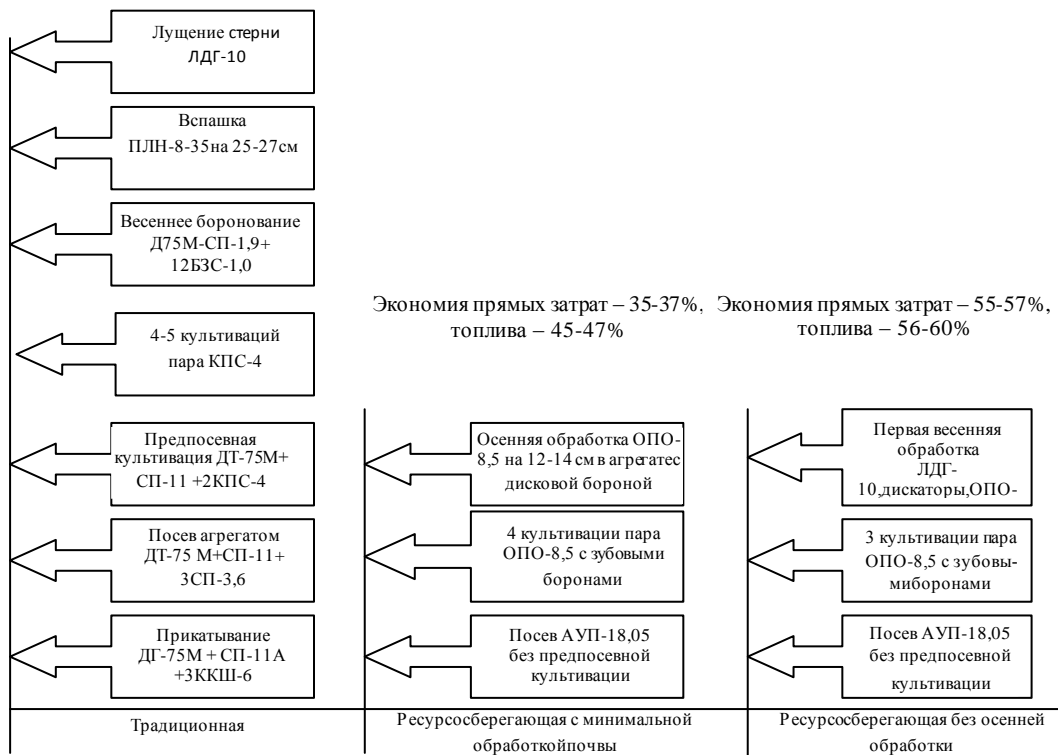 Лущение стерни
ЛДГ-10
Вспашка
ПЛН-8-35на 25-27см
Весеннее боронование
Д75М-СП-1,9+
12БЗС-1,0
4-5 культиваций
пара КПС-4
Предпосевная
культивация ДТ-75М+
СП-11 +2КПС-4
Посев агрегатом
ДТ-75 М+СП-11+
3СП-3,6
Прикатывание
ДГ-75М + СП-11А
+3ККШ-6
Традиционная
Экономия прямых затрат – 35-37%,
топлива – 45-47%
Осенняя обработка ОПО-
8,5 на 12-14 см в агрегатес
дисковой бороной
4 культивации пара
ОПО-8,5 с зубовыми
боронами
Посев АУП-18,05
без предпосевной
культивации
Ресурсосберегающая с минимальной
обработкойпочвы
Экономия прямых затрат – 55-57%,
топлива – 56-60%
Первая весенняя
обработка
ЛДГ-
10,дискаторы,ОПО-
3 культивации пара
ОПО-8,5 с зубовы-
миборонами
Посев АУП-18,05
без предпосевной
культивации
Ресурсосберегающая без осенней
обработки